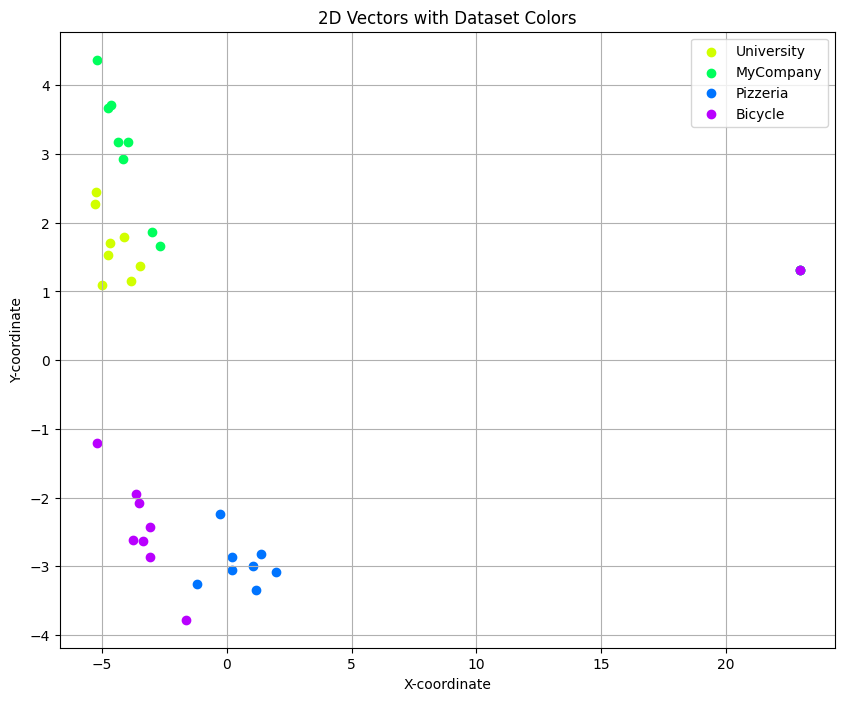 2D Vectors with Dataset Colors
University
MyCompany
Pizzeria
Bicycle
Y-coordinate
4
3
2
1
0
−1
−2
−3
−4
−5
0
5
10
15
20
X-coordinate